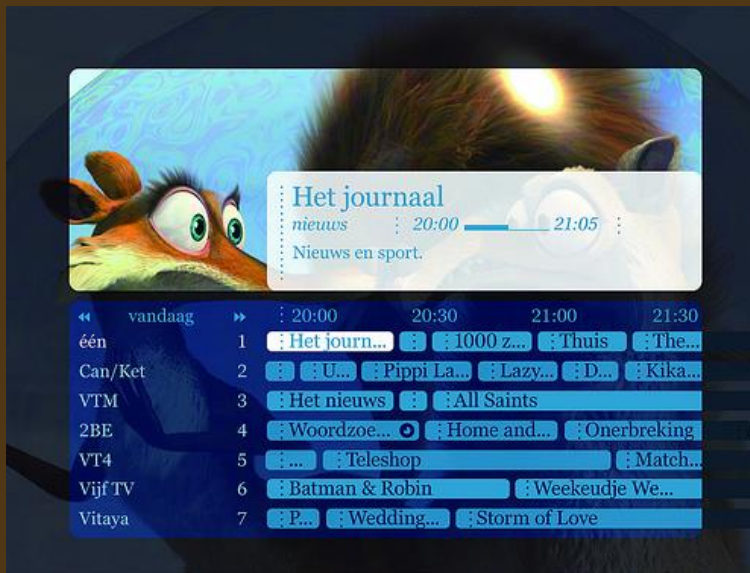 Het journaal
nieuws 20:00 21:05
Nieuws en sport.
vandaag 20:00 20:30 21:00 21:30
één 1 Het journ... 1000 z... Thuis The...
Can/Ket 2 U... Pippi La... Lazy... D... Kika...
VTM 3 Het nieuws All Saints
2BE 4 Woordzoe... Home and... Onerbreking
VT4 5 ... Teleshop Match...
Vijf TV 6 Batman & Robin Weekeudje We...
Vitaya 7 P... Wedding... Storm of Love